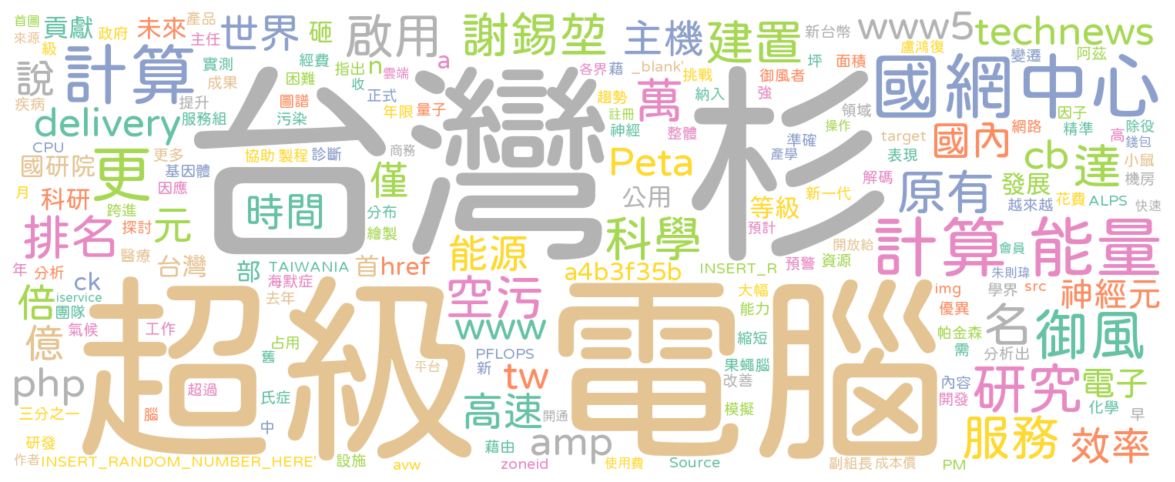 首圖
貢獻
政府
未來
產品
世界
砸
啟用
謝錫堃
主機
建置
新台幣
www5
盧鴻復
technews
變遷
阿茲
來源
級
主任
經費
指出
n
a
_blank'
各界
藉
坪
面積
說
計算
實測
成果
困難
雲端
收
正式
挑戰
御風者
強
國網中心
疾病
提升
圖譜
年限
量子
趨勢
納入
萬
領域
因子
delivery
服務組
污染
台灣杉
註冊
神經
整體
操作
精準
高
除役
CPU
更多
協助
製程
診斷
商務
準確
target
國內
網路
錢包
國研院
更
基因體
僅
Peta
產學
表現
cb
達
小鼠
月
科研
因應
時間
分布
公用
等級
新一代
解碼
原有
發展
機房
跨進
繪製
科學
預計
越來越
花費
ALPS
快速
排名
探討
元
能源
開放給
計算能量
醫療
部
TAIWANIA
首
href
a4b3f35b
INSERT_R
預警
資源
會員
年
分析
台灣
海默症
朱則瑋
ck
倍
iservice
去年
空污
大幅
img
學界
src
神經元
團隊
優異
億
氣候
工作
占用
www
能力
名
御風
舊
PFLOPS
縮短
帕金森
新
果蠅腦
需
分析出
php
超級電腦
平台
tw
改善
內容
研究
電子
超過
氏症
開發
三分之一
腦
高速
開通
模擬
化學
早
研發
中
amp
服務
效率
作者
INSERT_RANDOM_NUMBER_HERE'
設施
avw
藉由
zoneid
使用費
Source
副組長
成本價
PM